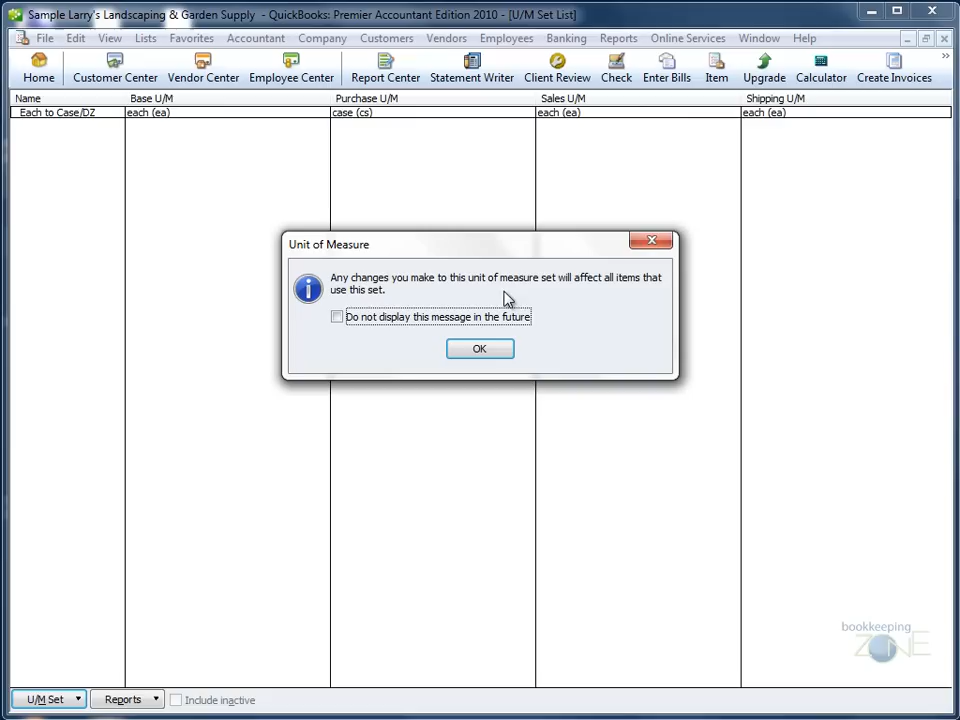 Sample Larry's Landscaping & Garden Supply - QuickBooks: Premier Accountant Edition 2010 - [U/M Set List]
File Edit View Lists Favorites Accountant Company Customers Vendors Employees Banking Reports Online Services Window Help
Home Customer Center Vendor Center Employee Center Report Center Statement Writer Client Review Check Enter Bills Item Upgrade Calculator Create Invoices
Name Base U/M Purchase U/M Sales U/M Shipping U/M
Each to Case/DZ each (ea) case (cs) each (ea) each (ea)
Unit of Measure
Any changes you make to this unit of measure set will affect all items that
use this set.
Do not display this message in the future
OK
bookkeeping
ZONE
U/M Set Reports Include inactive